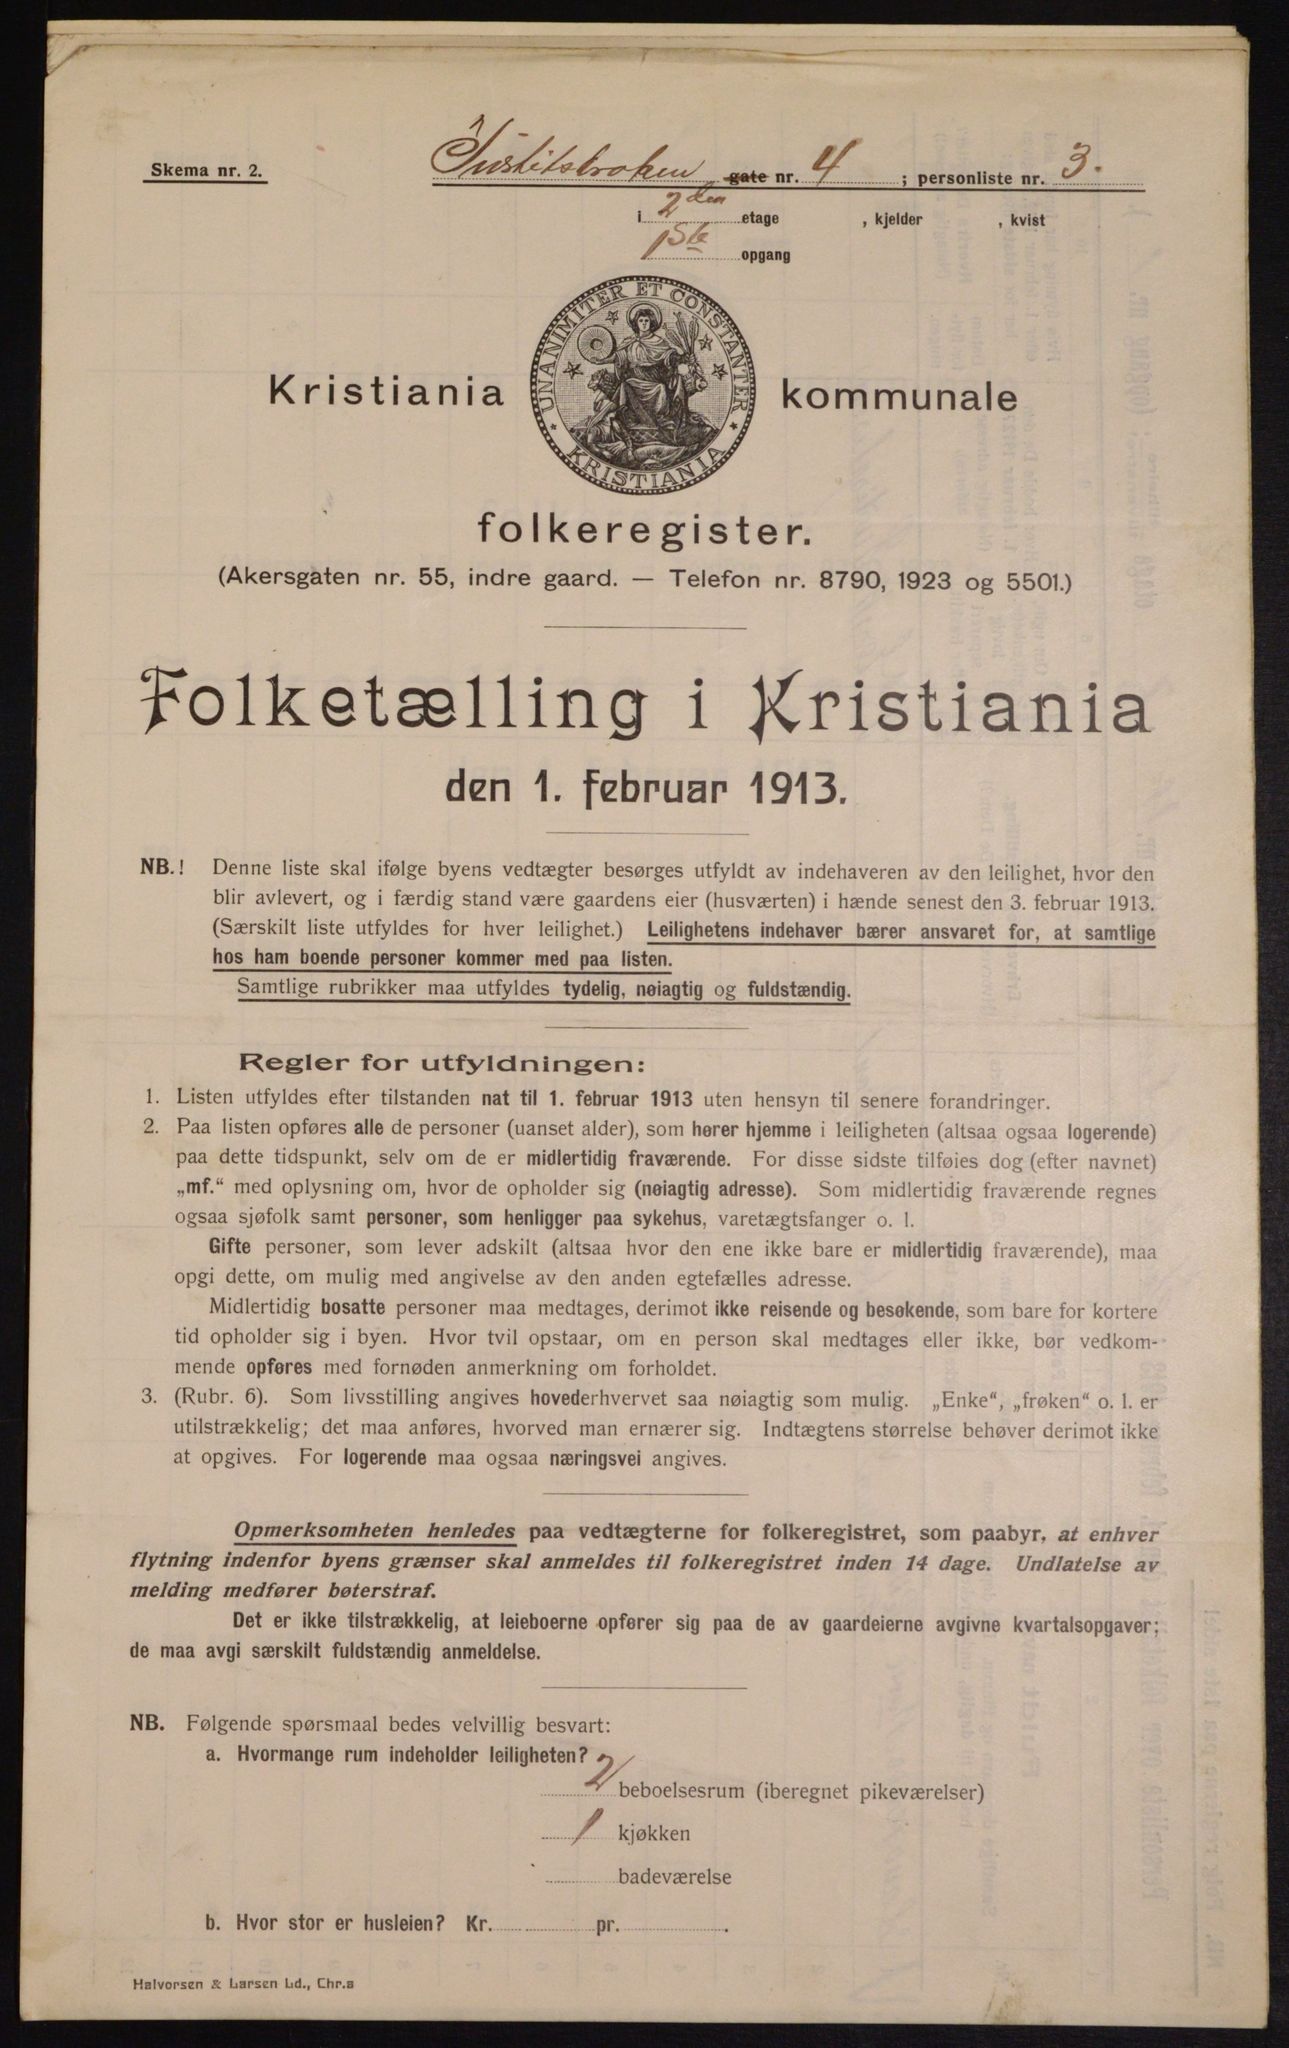 Skema nr. 2.
Justitsbroken gate nr. 4 ; personliste nr. 3.
i 2den etage , kjelder , kvist
1ste opgang
UNANIMITER ET CONSTANTER
KRISTIANIA
Kristiania kommunale
folkeregister.
(Akersgaten nr. 55, indre gaard. — Telefon nr. 8790, 1923 og 5501.)
Folketælling i Kristiania
den 1. februar 1913.
NB.! Denne liste skal ifølge byens vedtægter besørges utfyldt av indehaveren av den leilighet, hvor den
blir avlevert, og i færdig stand være gaardens eier (husværten) i hænde senest den 3. februar 1913.
(Særskilt liste utfyldes for hver leilighet.) Leilighetens indehaver bærer ansvaret for, at samtlige
hos ham boende personer kommer med paa listen.
Samtlige rubrikker maa utfyldes tydelig, nøiagtig og fuldstændig.
Regler for utfyldningen:
1. Listen utfyldes efter tilstanden nat til 1. februar 1913 uten hensyn til senere forandringer.
2. Paa listen opføres alle de personer (uanset alder), som hører hjemme i leiligheten (altsaa ogsaa logerende)
paa dette tidspunkt, selv om de er midlertidig fraværende. For disse sidste tilføies dog (efter navnet)
„mf.“ med oplysning om, hvor de opholder sig (nøiagtig adresse). Som midlertidig fraværende regnes
ogsaa sjøfolk samt personer, som henligger paa sykehus, varetægtsfanger o. l.
Gifte personer, som lever adskilt (altsaa hvor den ene ikke bare er midlertidig fraværende), maa
opgi dette, om mulig med angivelse av den anden egtefælles adresse.
Midlertidig bosatte personer maa medtages, derimot ikke reisende og besøkende, som bare for kortere
tid opholder sig i byen. Hvor tvil opstaar, om en person skal medtages eller ikke, bør vedkom-
mende opføres med fornøden anmerkning om forholdet.
3. (Rubr. 6). Som livsstilling angives hovederhvervet saa nøiagtig som mulig. „Enke“, „frøken“ o. l. er
utilstrækkelig; det maa anføres, hvorved man ernærer sig. Indtægtens størrelse behøver derimot ikke
at opgives. For logerende maa ogsaa næringsvei angives.
Opmerksomheten henledes paa vedtægterne for folkeregistret, som paabyr, at enhver
flytning indenfor byens grænser skal anmeldes til folkeregistret inden 14 dage. Undlatelse av
melding medfører bøterstraf.
Det er ikke tilstrækkelig, at leieboerne opfører sig paa de av gaardeierne avgivne kvartalsopgaver;
de maa avgi særskilt fuldstændig anmeldelse.
NB. Følgende spørsmaal bedes velvillig besvart:
a. Hvormange rum indeholder leiligheten?
2 beboelsesrum (iberegnet pikeværelser)
1 kjøkken
badeværelse
b. Hvor stor er husleien? Kr. pr. .
Halvorsen & Larsen Ld., Chr.a